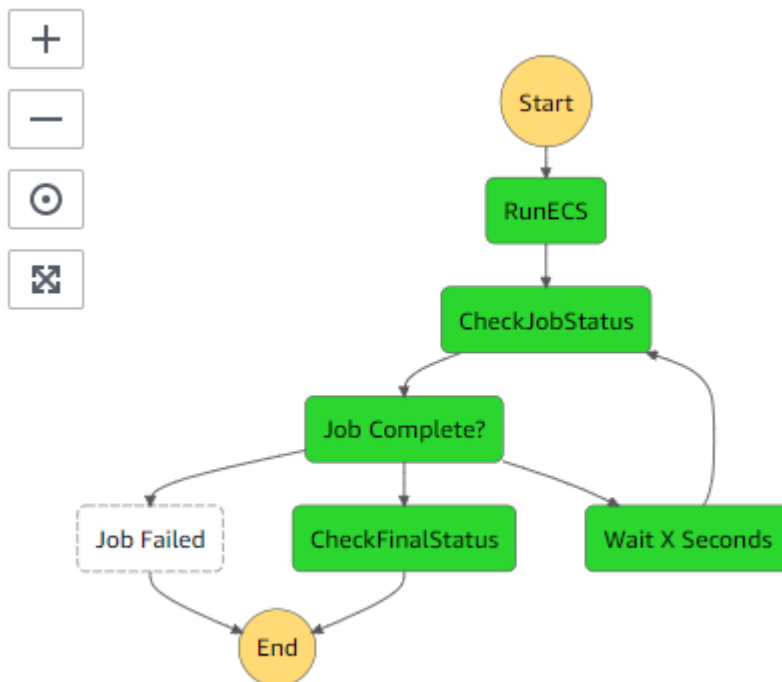 Start
RunECS
CheckJobStatus
Job Complete?
Job Failed
CheckFinalStatus
Wait X Seconds
End